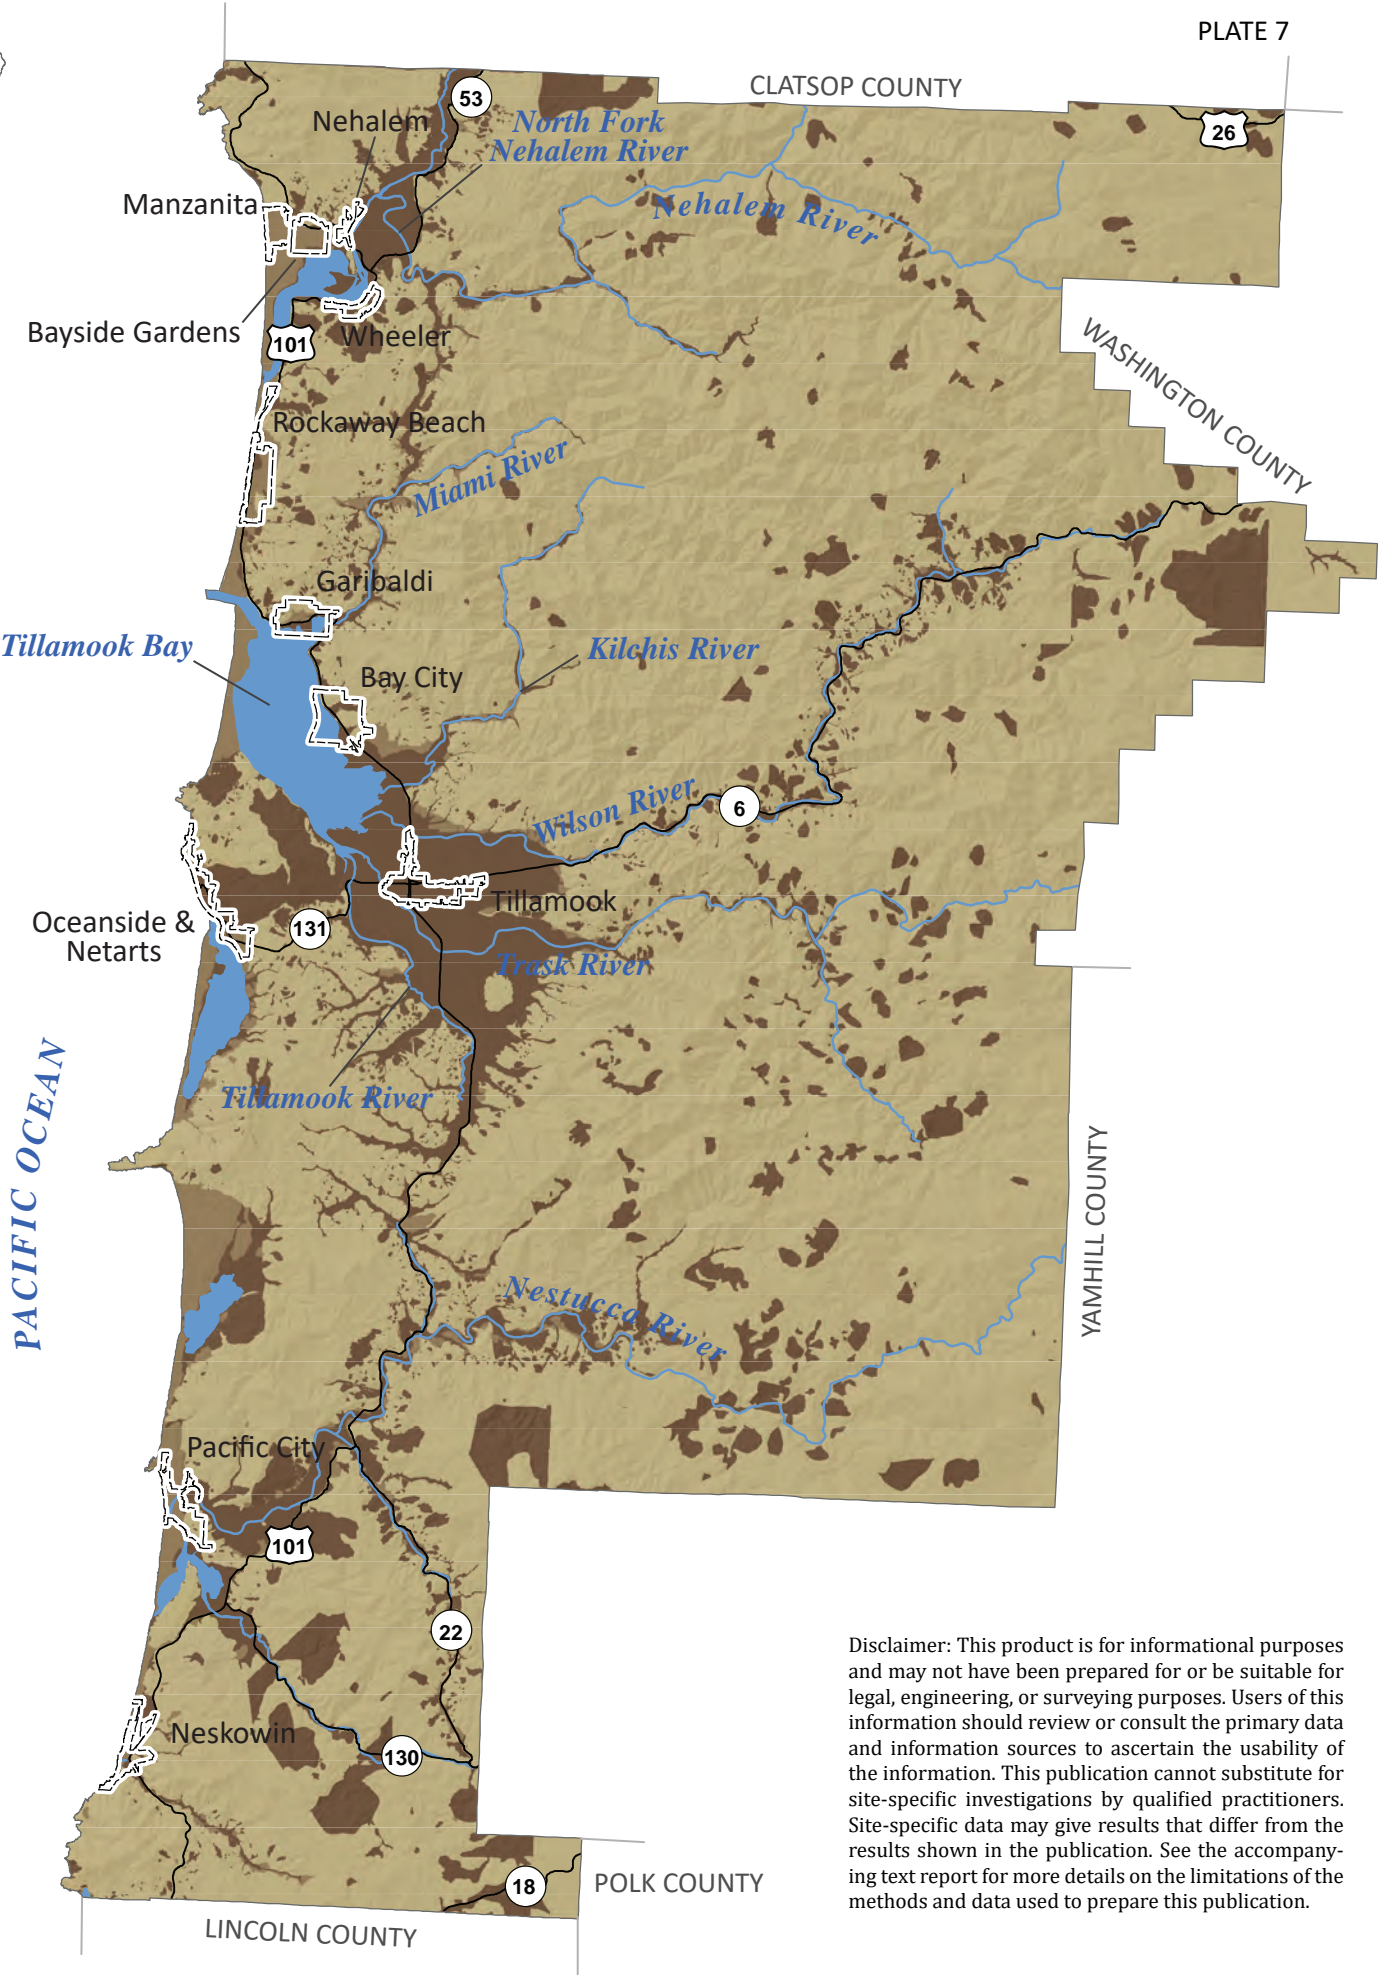 PLATE 7
CLATSOP COUNTY
53
26
Nehalem
North Fork
Nehalem River
Manzanita
Nehalem River
Bayside Gardens
101
Wheeler
WASHINGTON COUNTY
Rockaway Beach
Miami River
Garibaldi
Tillamook Bay
Kilchis River
Bay City
Wilson River
6
Tillamook
Oceanside &
Netarts
131
Trask River
PACIFIC OCEAN
Tillamook River
YAMHILL COUNTY
Nestucca River
Pacific City
101
22
Neskowin
130
18
POLK COUNTY
LINCOLN COUNTY
Disclaimer: This product is for informational purposes
and may not have been prepared for or be suitable for
legal, engineering, or surveying purposes. Users of this
information should review or consult the primary data
and information sources to ascertain the usability of
the information. This publication cannot substitute for
site-specific investigations by qualified practitioners.
Site-specific data may give results that differ from the
results shown in the publication. See the accompany-
ing text report for more details on the limitations of the
methods and data used to prepare this publication.